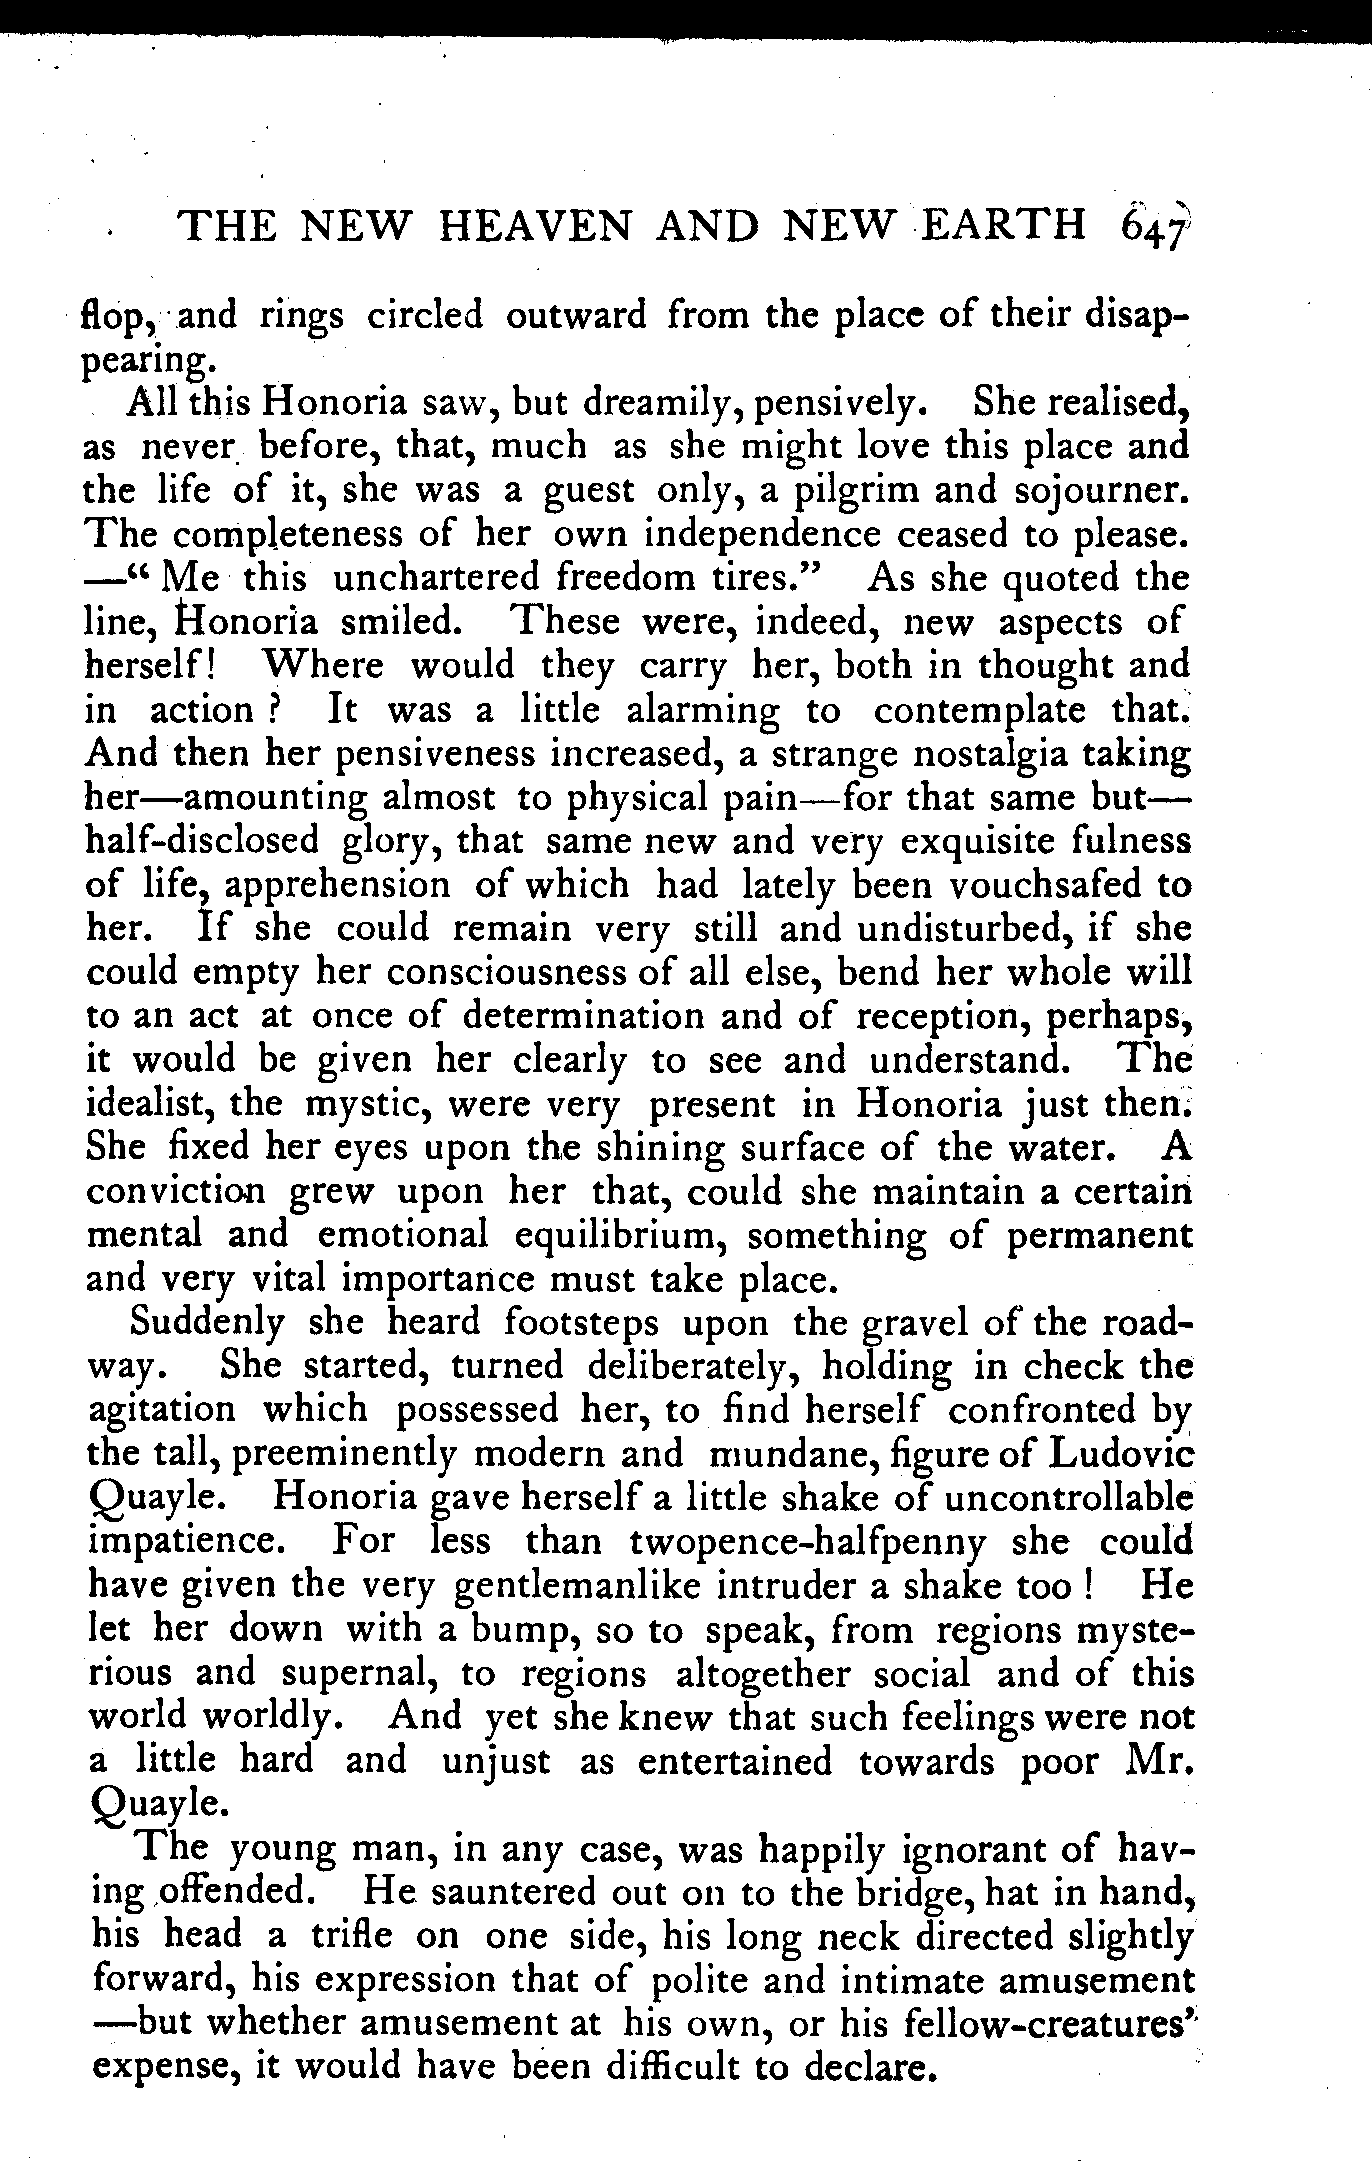 THE NEW HEAVEN AND NEW EARTH 647
flop, and rings circled outward from the place of their disap-
pearing.
All this Honoria saw, but dreamily, pensively. She realised,
as never before, that, much as she might love this place and
the life of it, she was a guest only, a pilgrim and sojourner.
The completeness of her own independence ceased to please.
—“Me this unchartered freedom tires.” As she quoted the
line, Honoria smiled. These were, indeed, new aspects of
herself! Where would they carry her, both in thought and
in action? It was a little alarming to contemplate that.
And then her pensiveness increased, a strange nostalgia taking
her—amounting almost to physical pain—for that same but—
half-disclosed glory, that same new and very exquisite fulness
of life, apprehension of which had lately been vouchsafed to
her. If she could remain very still and undisturbed, if she
could empty her consciousness of all else, bend her whole will
to an act at once of determination and of reception, perhaps,
it would be given her clearly to see and understand. The
idealist, the mystic, were very present in Honoria just then.
She fixed her eyes upon the shining surface of the water. A
conviction grew upon her that, could she maintain a certain
mental and emotional equilibrium, something of permanent
and very vital importance must take place.
Suddenly she heard footsteps upon the gravel of the road-
way. She started, turned deliberately, holding in check the
agitation which possessed her, to find herself confronted by
the tall, preeminently modern and mundane, figure of Ludovic
Quayle. Honoria gave herself a little shake of uncontrollable
impatience. For less than twopence-halfpenny she could
have given the very gentlemanlike intruder a shake too! He
let her down with a bump, so to speak, from regions myste-
rious and supernal, to regions altogether social and of this
world worldly. And yet she knew that such feelings were not
a little hard and unjust as entertained towards poor Mr.
Quayle.
The young man, in any case, was happily ignorant of hav-
ing offended. He sauntered out on to the bridge, hat in hand,
his head a trifle on one side, his long neck directed slightly
forward, his expression that of polite and intimate amusement
—but whether amusement at his own, or his fellow-creatures’
expense, it would have been difficult to declare.